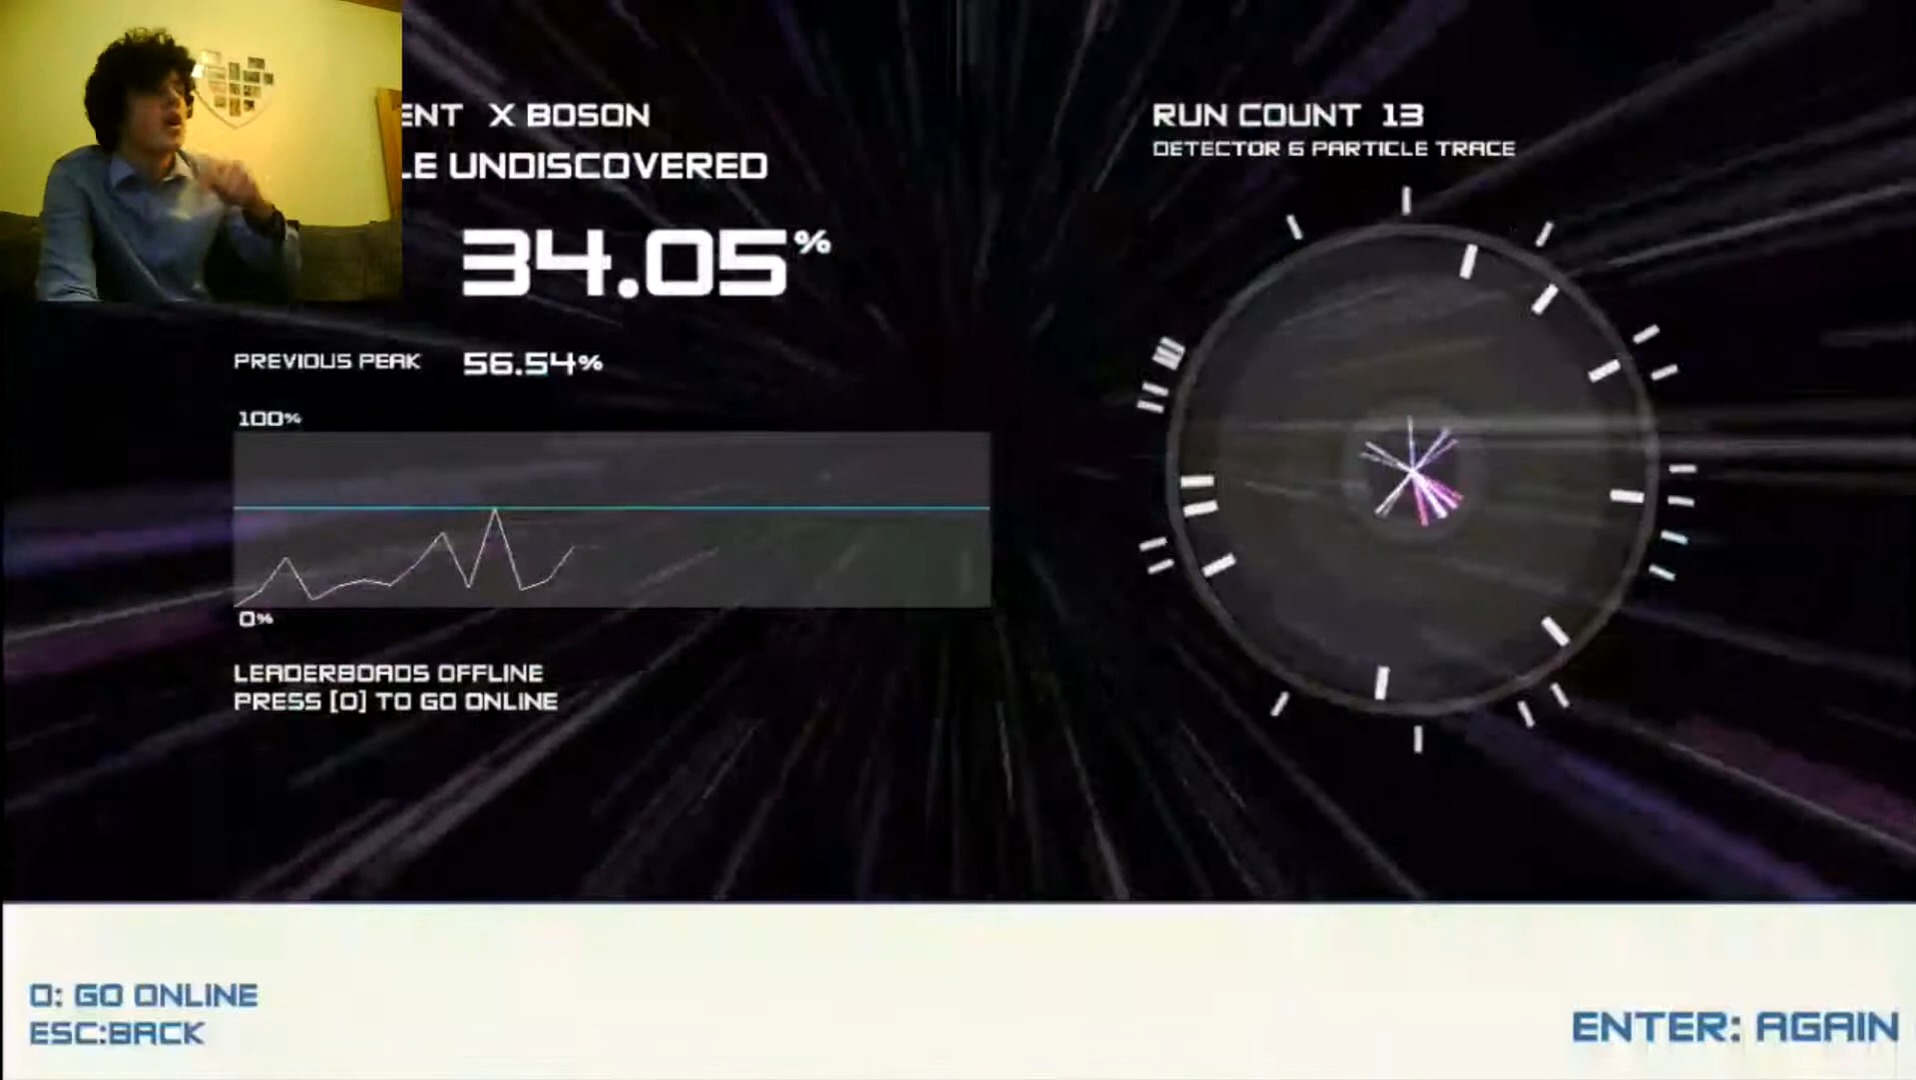 ENT X BOSON
LE UNDISCOVERED
34.05%
PREVIOUS PEAK 56.54%
100%
0%
LEADERBOADS OFFLINE
PRESS [O] TO GO ONLINE
RUN COUNT 13
DETECTOR 6 PARTICLE TRACE
O: GO ONLINE
ESC:BACK
ENTER: AGAIN